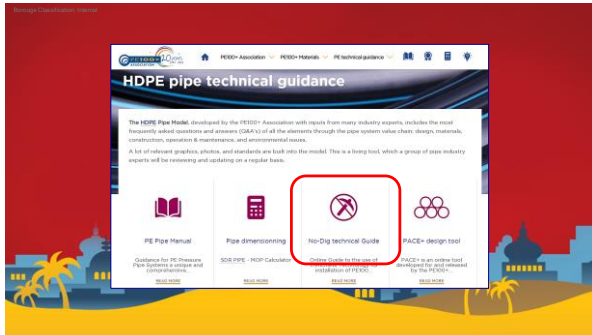 Borouge Classification: Internal
PE100+
ASSOCIATION
PE100+ Association
PE100+ Materials
PE technical guidance
HDPE pipe technical guidance
The HDPE Pipe Model, developed by the PE100+ Association with inputs from many industry experts, includes the most
frequently asked questions and answers (Q&A's) of all the elements through the pipe system value chain: design, materials,
construction, operation & maintenance, and environmental issues.
A lot of relevant graphics, photos, and standards are built into the model. This is a living tool, which a group of pipe industry
experts will be reviewing and updating on a regular basis.
PE Pipe Manual
Pipe dimensionning
No-Dig technical Guide
PACE+ design tool
Guidance for PE Pressure
Pipe Systems a unique and
comprehensive...
SDR PIPE - MOP Calculator
Online Guide to the use of
installation of PE100...
PACE+ is an online tool
developed for and released
by the PE100+...
READ MORE
READ MORE
READ MORE
READ MORE